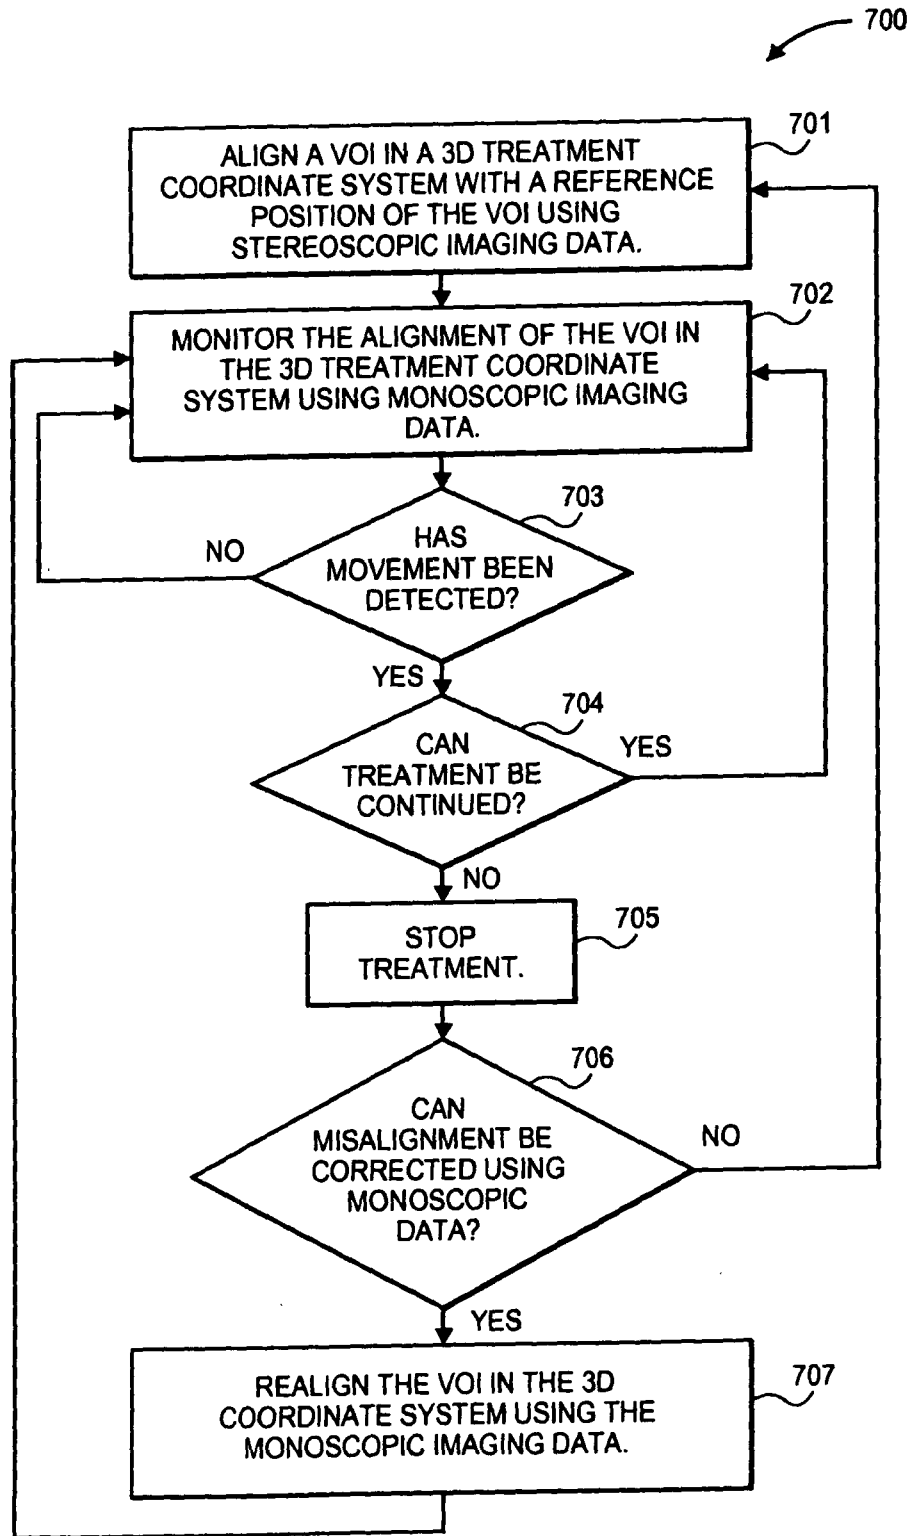 700
701
ALIGN A VOI IN A 3D TREATMENT
COORDINATE SYSTEM WITH A REFERENCE
POSITION OF THE VOI USING
STEREOSCOPIC IMAGING DATA.
702
MONITOR THE ALIGNMENT OF THE VOI IN
THE 3D TREATMENT COORDINATE
SYSTEM USING MONOSCOPIC IMAGING
DATA.
703
NO
HAS
MOVEMENT BEEN
DETECTED?
YES
704
CAN
TREATMENT BE
CONTINUED?
YES
NO
705
STOP
TREATMENT.
706
CAN
MISALIGNMENT BE
CORRECTED USING
MONOSCOPIC
DATA?
NO
YES
707
REALIGN THE VOI IN THE 3D
COORDINATE SYSTEM USING THE
MONOSCOPIC IMAGING DATA.